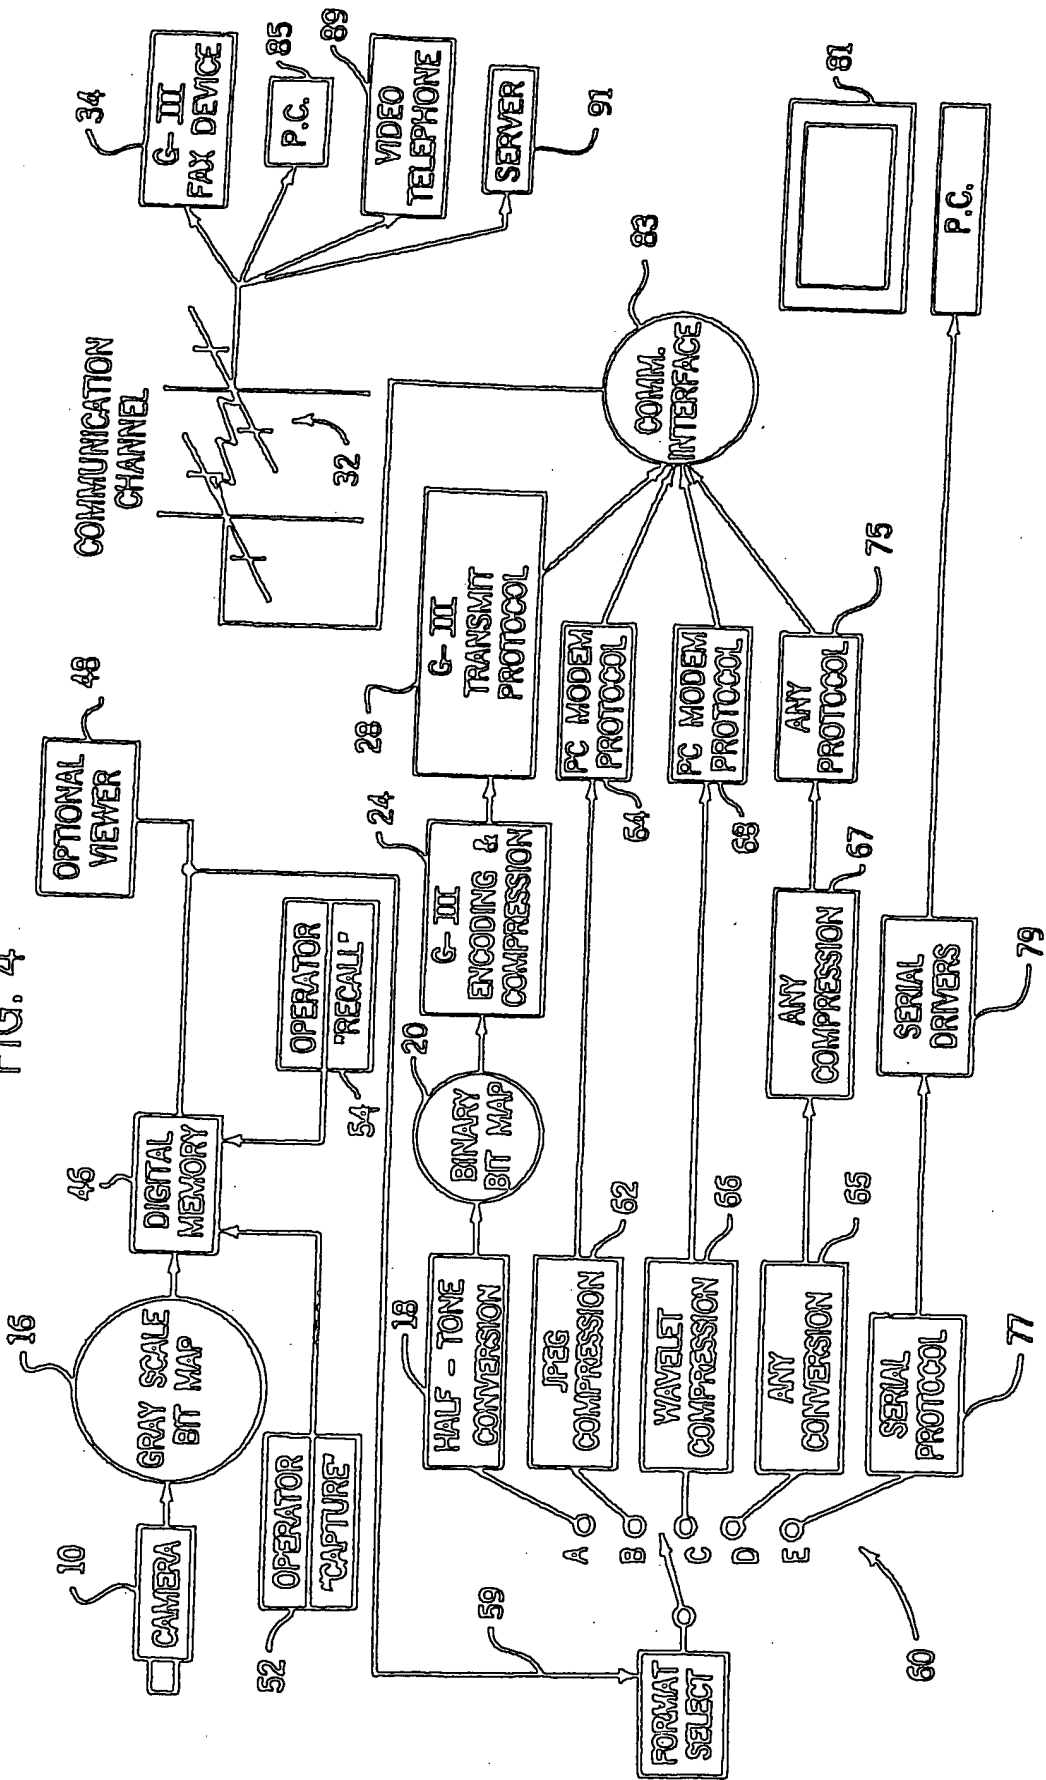 FIG. 4
10
CAMERA
16
GRAY SCALE
BIT MAP
46
DIGITAL
MEMORY
48
OPTIONAL
VIEWER
COMMUNICATION
CHANNEL
32
34
G-III
FAX DEVICE
85
P.C.
89
VIDEO
TELEPHONE
SERVER
91
52
OPERATOR
"CAPTURE"
OPERATOR
"RECALL"
54
59
FORMAT
SELECT
60
A
B
C
D
E
18
HALF-TONE
CONVERSION
20
BINARY
BIT MAP
24
G-III
ENCODING &
COMPRESSION
28
G-III
TRANSMIT
PROTOCOL
JPEG
COMPRESSION
62
PC MODEM
PROTOCOL
64
WAVELET
COMPRESSION
66
PC MODEM
PROTOCOL
68
ANY
CONVERSION
65
ANY
COMPRESSION
67
ANY
PROTOCOL
75
COMM.
INTERFACE
83
SERIAL
PROTOCOL
77
SERIAL
DRIVERS
79
81
P.C.